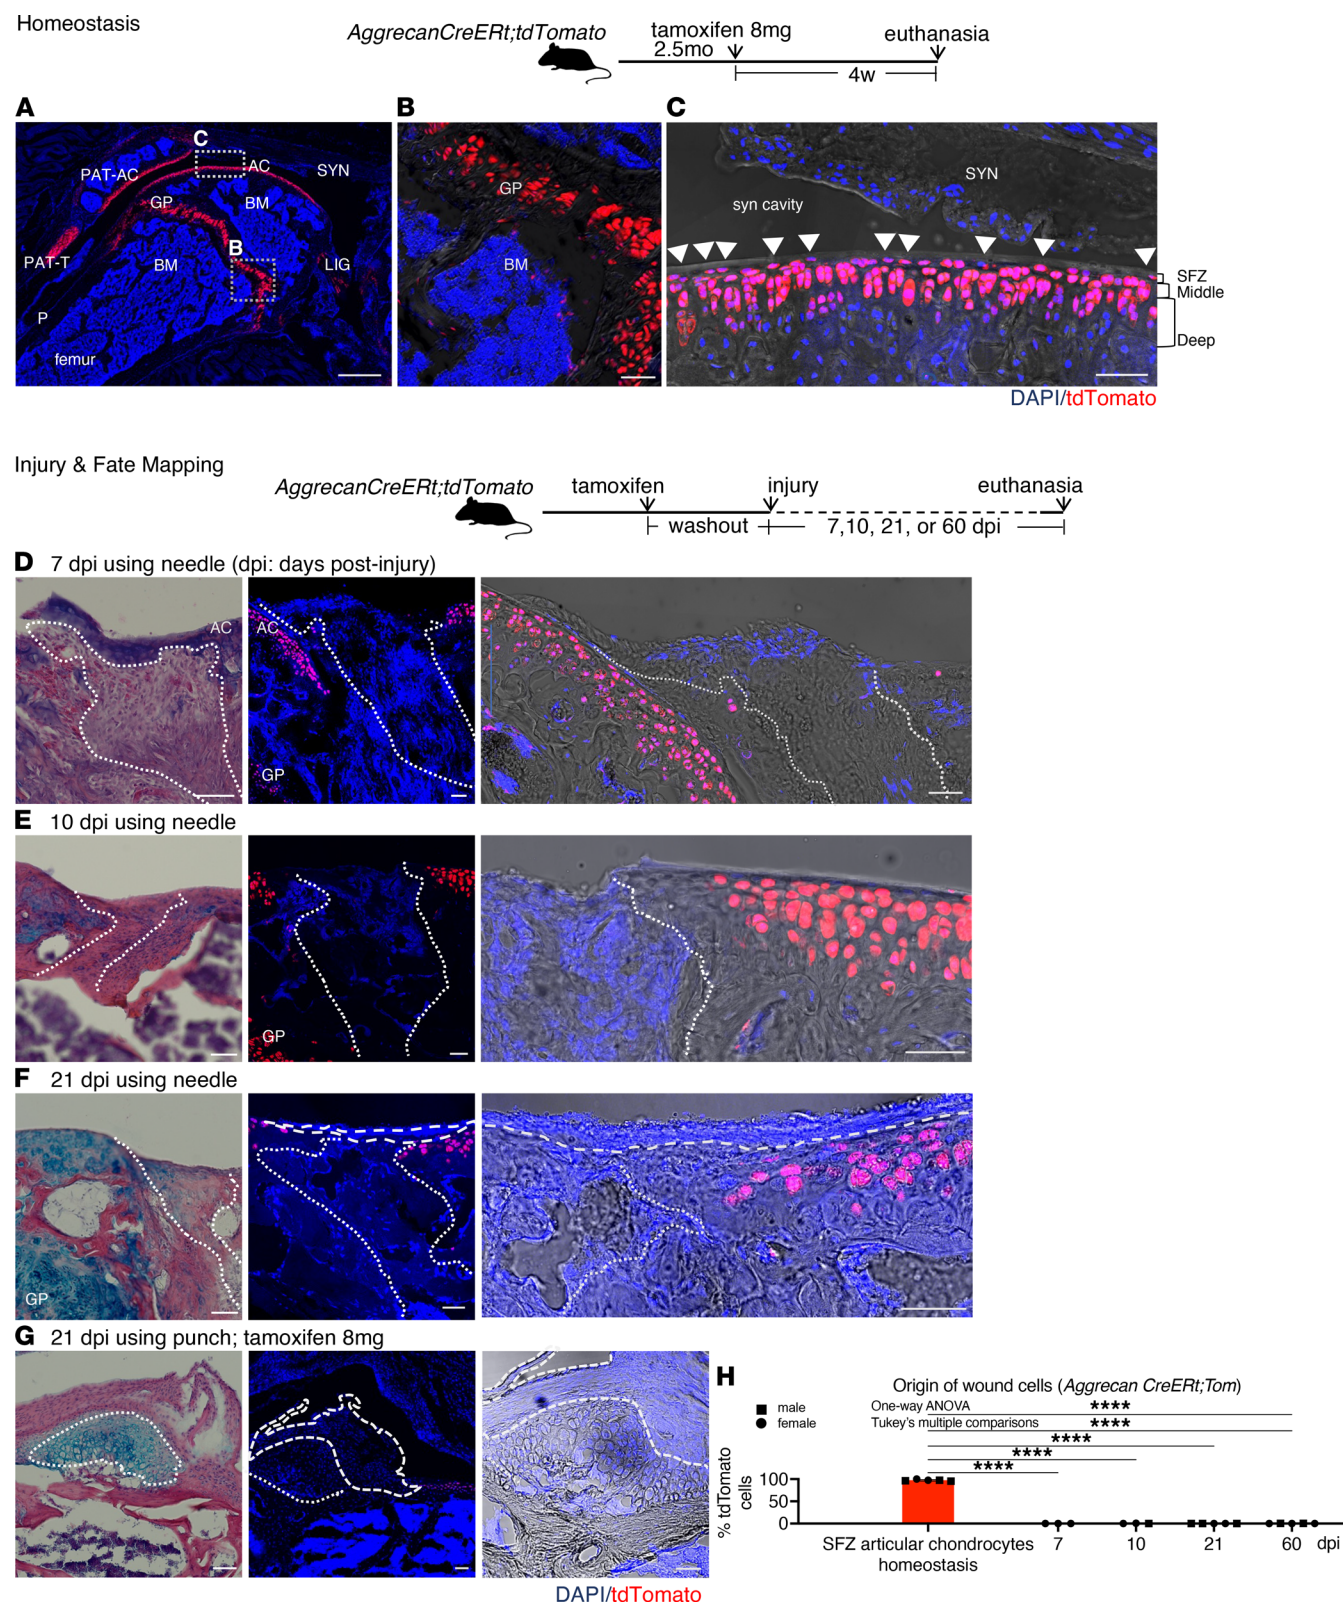 Homeostasis
AggrecanCreERt;tdTomato
tamoxifen 8mg
2.5mo
euthanasia
4w
A
B
C
C
AC
SYN
PAT-AC
GP
BM
B
PAT-T
BM
LIG
P
femur
GP
BM
SYN
syn cavity
SFZ
Middle
Deep
DAPI/tdTomato
Injury & Fate Mapping
AggrecanCreERt;tdTomato
tamoxifen
injury
euthanasia
washout
7,10, 21, or 60 dpi
D 7 dpi using needle (dpi: days post-injury)
AC
AC
GP
E 10 dpi using needle
GP
F 21 dpi using needle
GP
G 21 dpi using punch; tamoxifen 8mg
DAPI/tdTomato
H
Origin of wound cells (Aggrecan CreERt;Tom)
male
female
One-way ANOVA ****
Tukey's multiple comparisons ****
****
****
****
% tdTomato
cells
100
50
0
SFZ articular chondrocytes
homeostasis
7 10 21 60 dpi